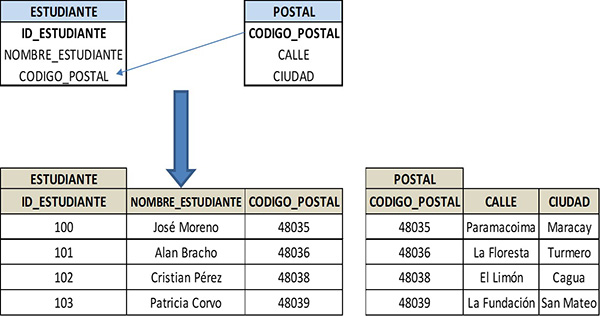 ESTUDIANTE POSTAL
ID_ESTUDIANTE CODIGO_POSTAL
NOMBRE_ESTUDIANTE CALLE
CODIGO_POSTAL CIUDAD
ESTUDIANTE POSTAL
ID_ESTUDIANTE NOMBRE_ESTUDIANTE CODIGO_POSTAL CODIGO_POSTAL CALLE CIUDAD
100 José Moreno 48035 48035 Paramacoima Maracay
101 Alan Bracho 48036 48036 La Floresta Turmero
102 Cristian Pérez 48038 48038 El Limón Cagua
103 Patricia Corvo 48039 48039 La Fundación San Mateo